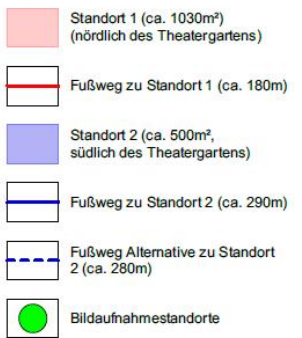 Standort 1 (ca. 1030m²)
(nördlich des Theatergartens)
Fußweg zu Standort 1 (ca. 180m)
Standort 2 (ca. 500m²,
südlich des Theatergartens)
Fußweg zu Standort 2 (ca. 290m)
Fußweg Alternative zu Standort
2 (ca. 280m)
Bildaufnahmestandorte